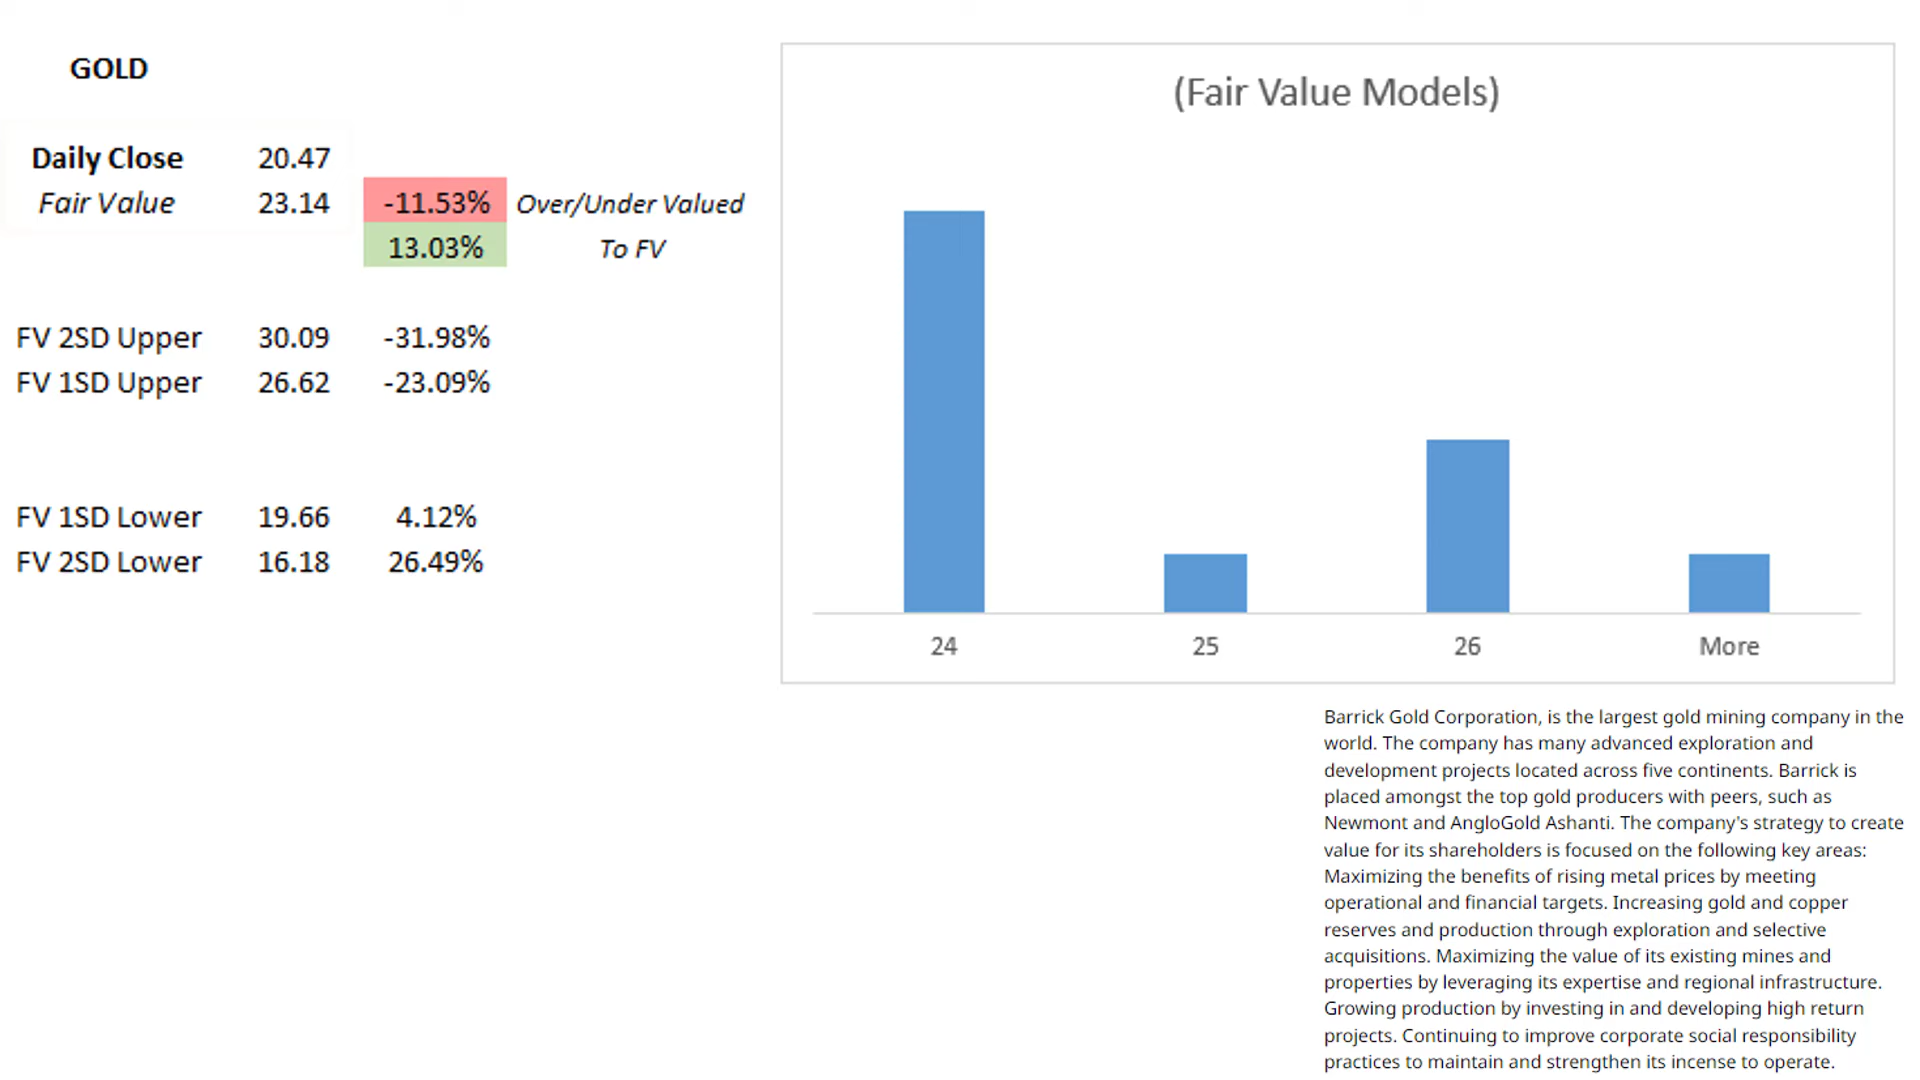 GOLD
Daily Close 20.47
Fair Value 23.14 -11.53% Over/Under Valued
13.03% To FV
FV 2SD Upper 30.09 -31.98%
FV 1SD Upper 26.62 -23.09%
FV 1SD Lower 19.66 4.12%
FV 2SD Lower 16.18 26.49%
(Fair Value Models)
24 25 26 More
Barrick Gold Corporation, is the largest gold mining company in the
world. The company has many advanced exploration and
development projects located across five continents. Barrick is
placed amongst the top gold producers with peers, such as
Newmont and AngloGold Ashanti. The company's strategy to create
value for its shareholders is focused on the following key areas:
Maximizing the benefits of rising metal prices by meeting
operational and financial targets. Increasing gold and copper
reserves and production through exploration and selective
acquisitions. Maximizing the value of its existing mines and
properties by leveraging its expertise and regional infrastructure.
Growing production by investing in and developing high return
projects. Continuing to improve corporate social responsibility
practices to maintain and strengthen its incense to operate.